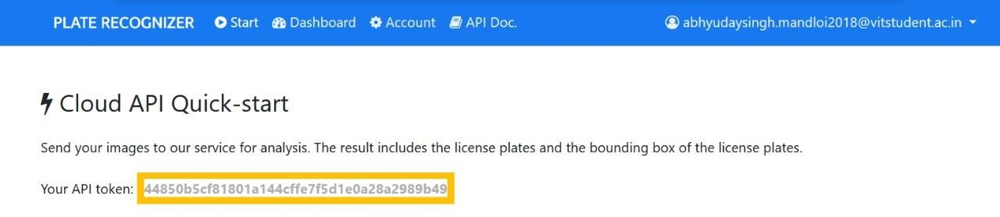 PLATE RECOGNIZER Start Dashboard Account API Doc. abhyudaysingh.mandloi2018@vitstudent.ac.in
Cloud API Quick-start
Send your images to our service for analysis. The result includes the license plates and the bounding box of the license plates.
Your API token: 44850b5cf81801a144cffe7f5d1e0a28a2989b49